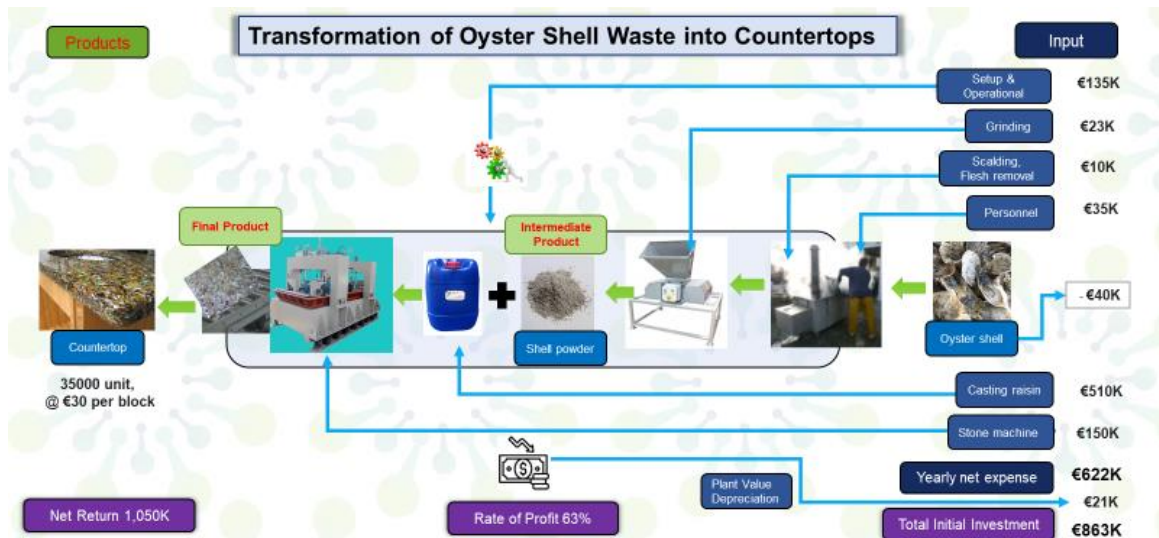 Products
Transformation of Oyster Shell Waste into Countertops
Input
Setup &
Operational
€135K
Grinding
€23K
Scalding,
Flesh removal
€10K
Personnel
€35K
Final Product
Intermediate
Product
- €40K
Countertop
Shell powder
Oyster shell
35000 unit,
@ €30 per block
Casting raisin
€510K
Stone machine
€150K
Yearly net expense
€622K
Plant Value
Depreciation
€21K
Net Return 1,050K
Rate of Profit 63%
Total Initial Investment
€863K